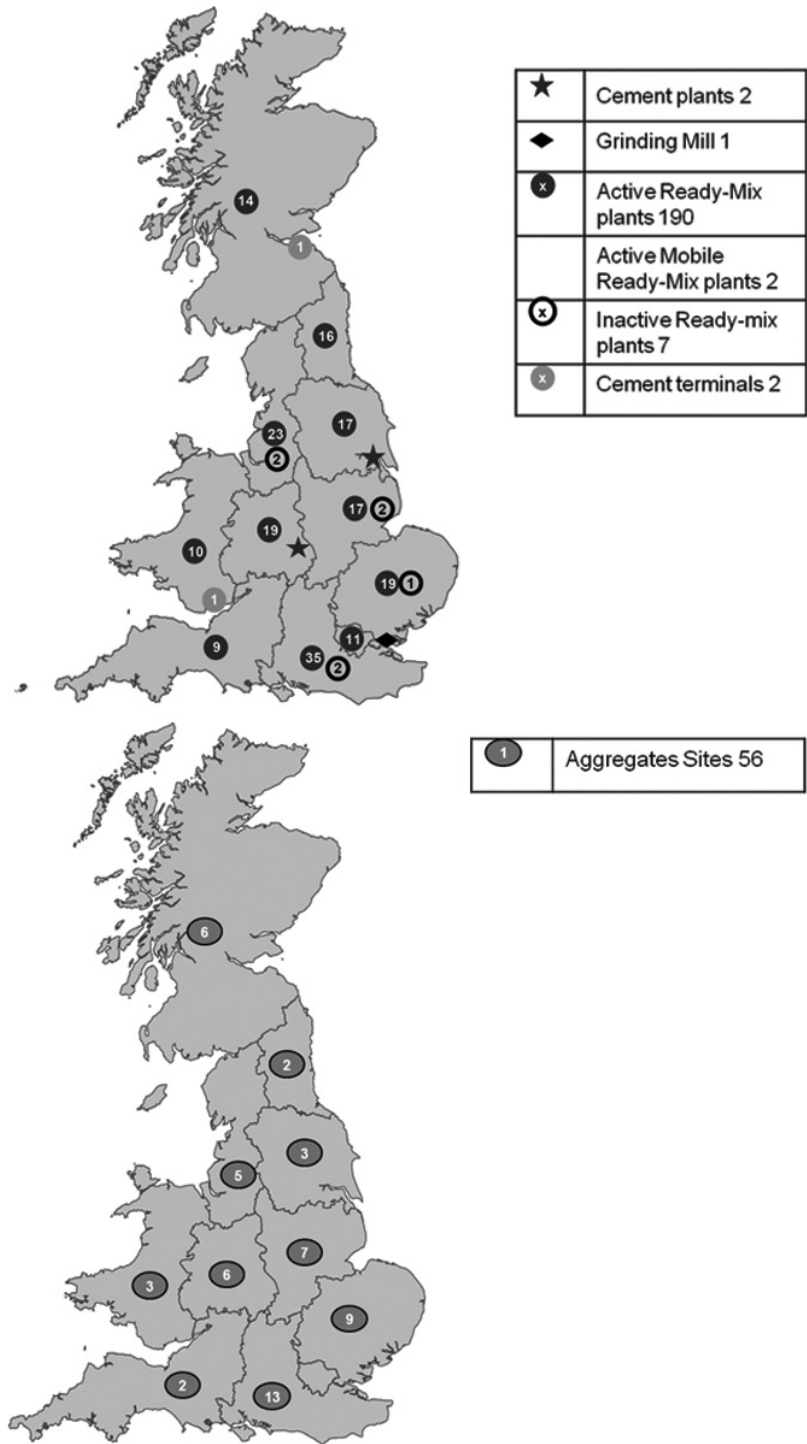 Cement plants 2
Grinding Mill 1
x
Active Ready-Mix
plants 190
Active Mobile
Ready-Mix plants 2
x
Inactive Ready-mix
plants 7
x
Cement terminals 2
14
1
16
23
17
2
19
17
2
10
19
1
1
9
35
11
2
1
Aggregates Sites 56
6
2
3
5
7
3
6
9
2
13